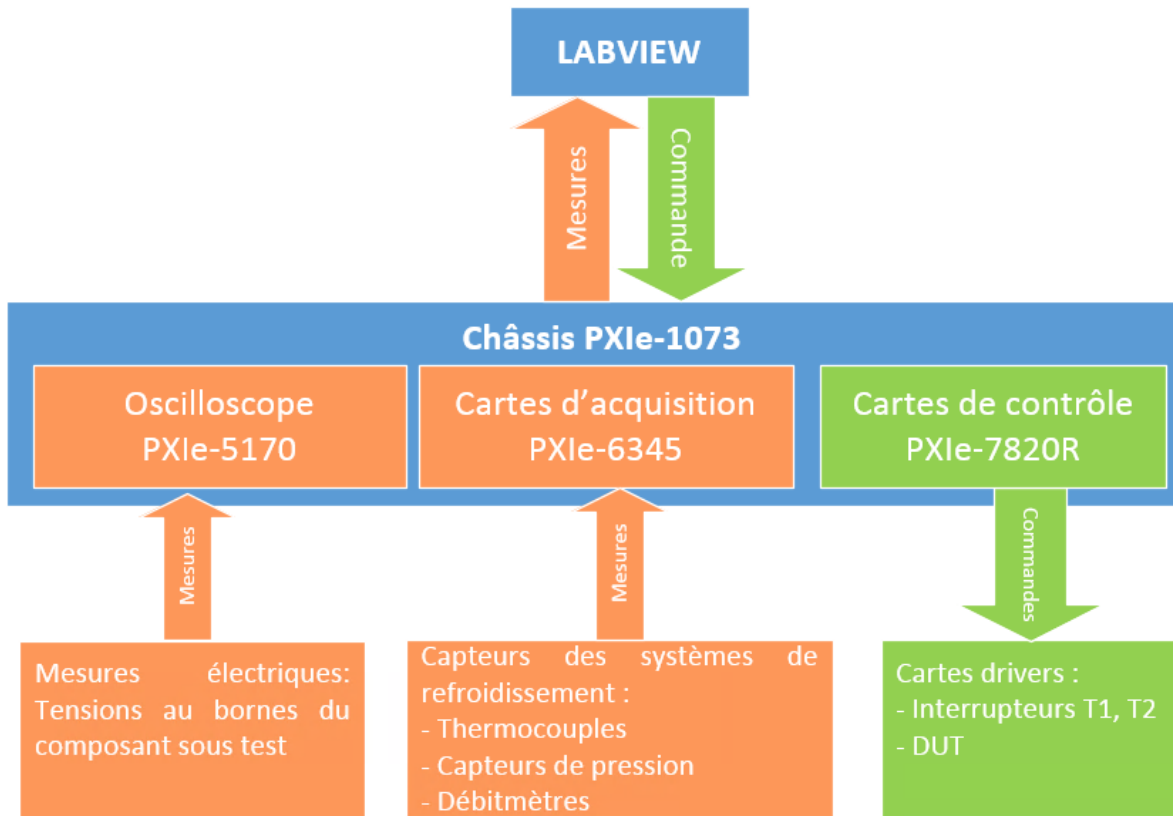 LABVIEW
Mesures
Commande
Châssis PXIe-1073
Oscilloscope
PXIe-5170
Cartes d'acquisition
PXIe-6345
Cartes de contrôle
PXIe-7820R
Mesures
Mesures
Commandes
Mesures électriques:
Tensions au bornes du
composant sous test
Capteurs des systèmes de
refroidissement :
- Thermocouples
- Capteurs de pression
- Débitmètres
Cartes drivers :
- Interrupteurs T1, T2
- DUT